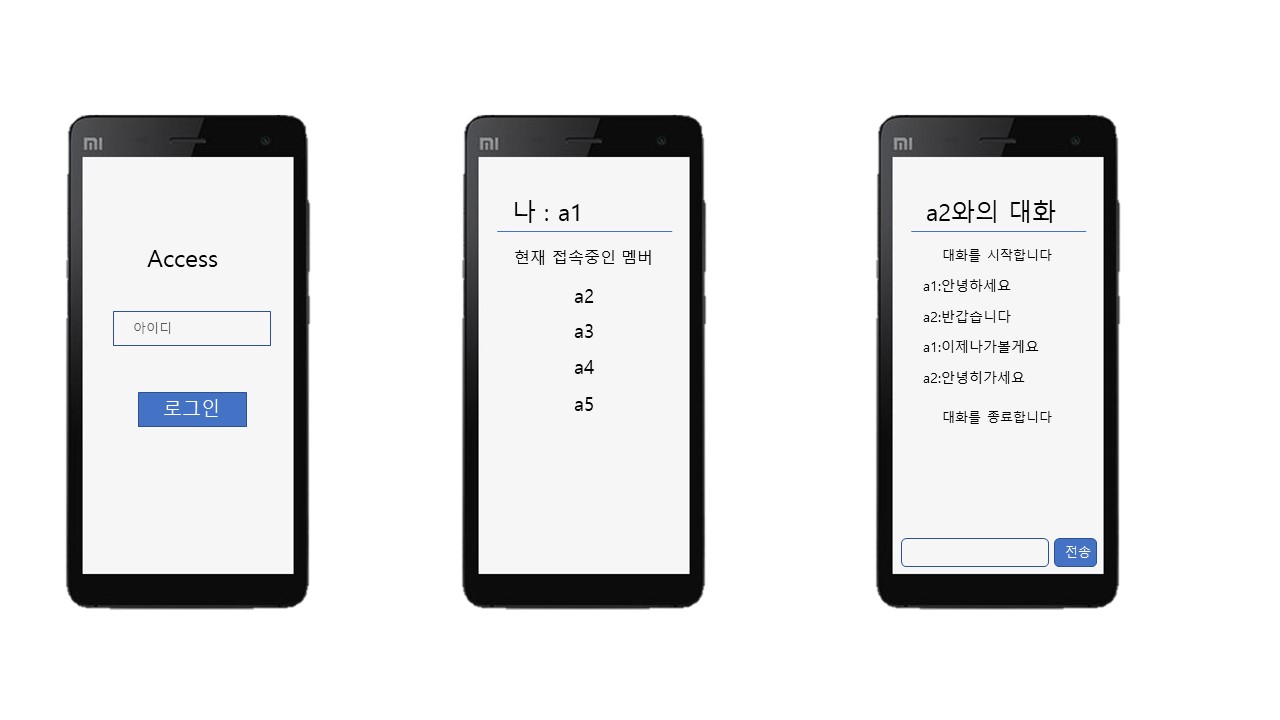 mi
Access
아이디
로그인
mi
나 : a1
현재 접속중인 멤버
a2
a3
a4
a5
mi
a2와의 대화
대화를 시작합니다
a1:안녕하세요
a2:반갑습니다
a1:이제나가볼게요
a2:안녕히가세요
대화를 종료합니다
전송